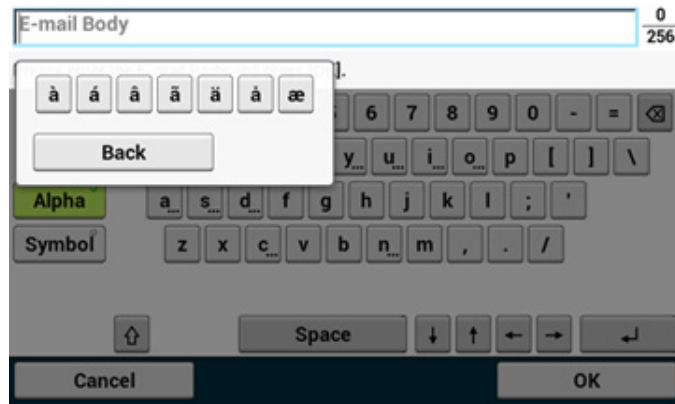 E-mail Body
0
256
].
à á â ã ä å æ
6 7 8 9 0 - =
Back
y... u... i... o... p [ ] \
Alpha
a... s... d... f g h j k l ; '
Symbol
z x c... v b n... m , . /
Space ↓ ↑ ← →
Cancel
OK